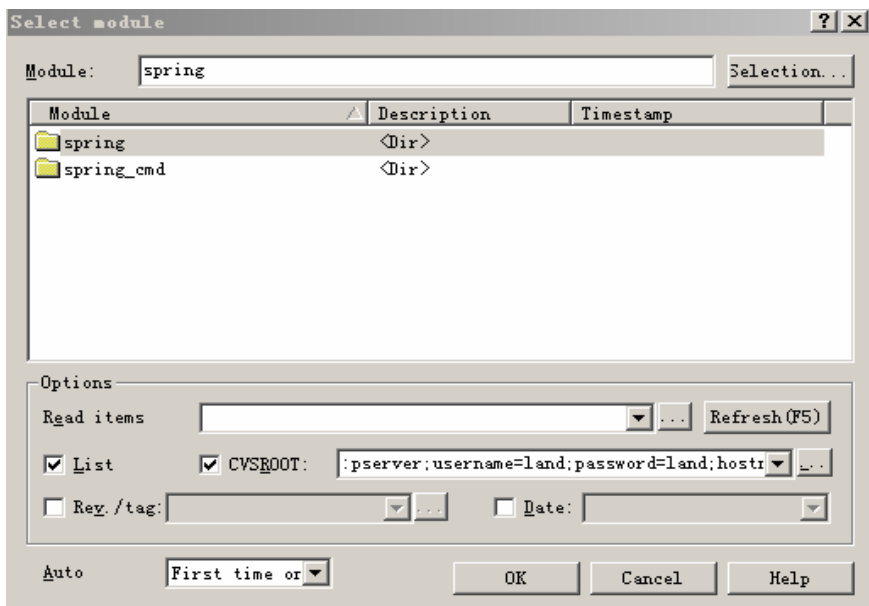 Select module
Module: spring Selection...
Module Description Timestamp
spring <Dir>
spring_cmd <Dir>
Options
Read items ... Refresh(F5)
List CVSROOT: :pserver;username=land;password=land;hostr ...
Rev./tag: ... Date:
Auto First time or OK Cancel Help